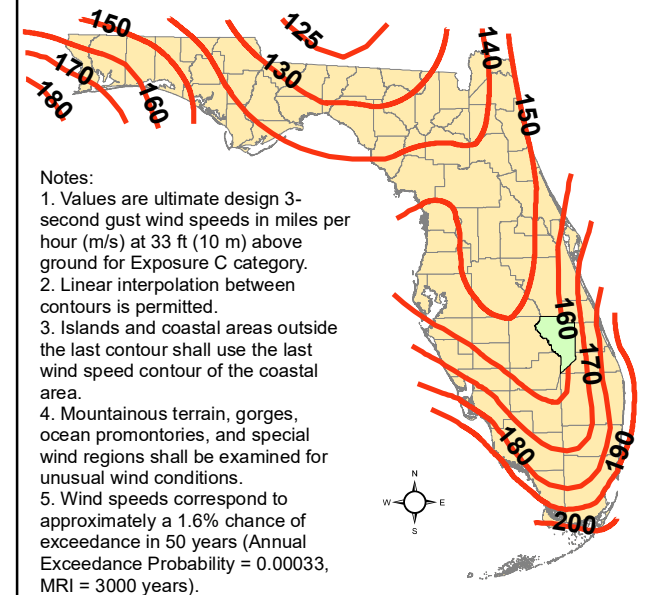 150
125
140
170
130
180
160
150
Notes:
1. Values are ultimate design 3-
second gust wind speeds in miles per
hour (m/s) at 33 ft (10 m) above
ground for Exposure C category.
2. Linear interpolation between
contours is permitted.
3. Islands and coastal areas outside
the last contour shall use the last
wind speed contour of the coastal
area.
4. Mountainous terrain, gorges,
ocean promontories, and special
wind regions shall be examined for
unusual wind conditions.
5. Wind speeds correspond to
approximately a 1.6% chance of
exceedance in 50 years (Annual
Exceedance Probability = 0.00033,
MRI = 3000 years).
160
170
180
190
200
N
W E
S